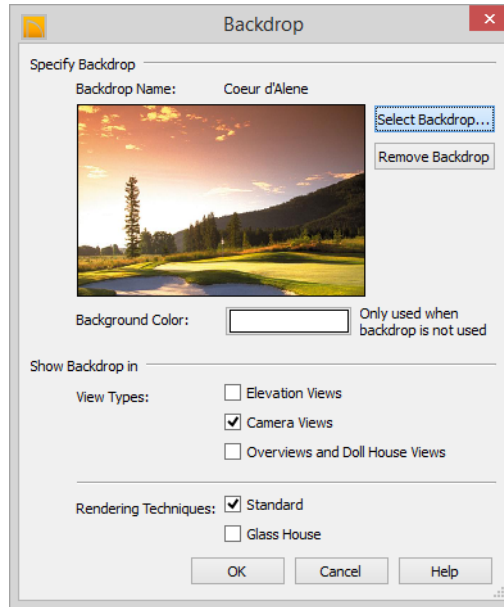 Backdrop
Specify Backdrop
Backdrop Name: Coeur d'Alene
Select Backdrop...
Remove Backdrop
Background Color:
Only used when
backdrop is not used
Show Backdrop in
View Types:
Elevation Views
Camera Views
Overviews and Doll House Views
Rendering Techniques:
Standard
Glass House
OK Cancel Help